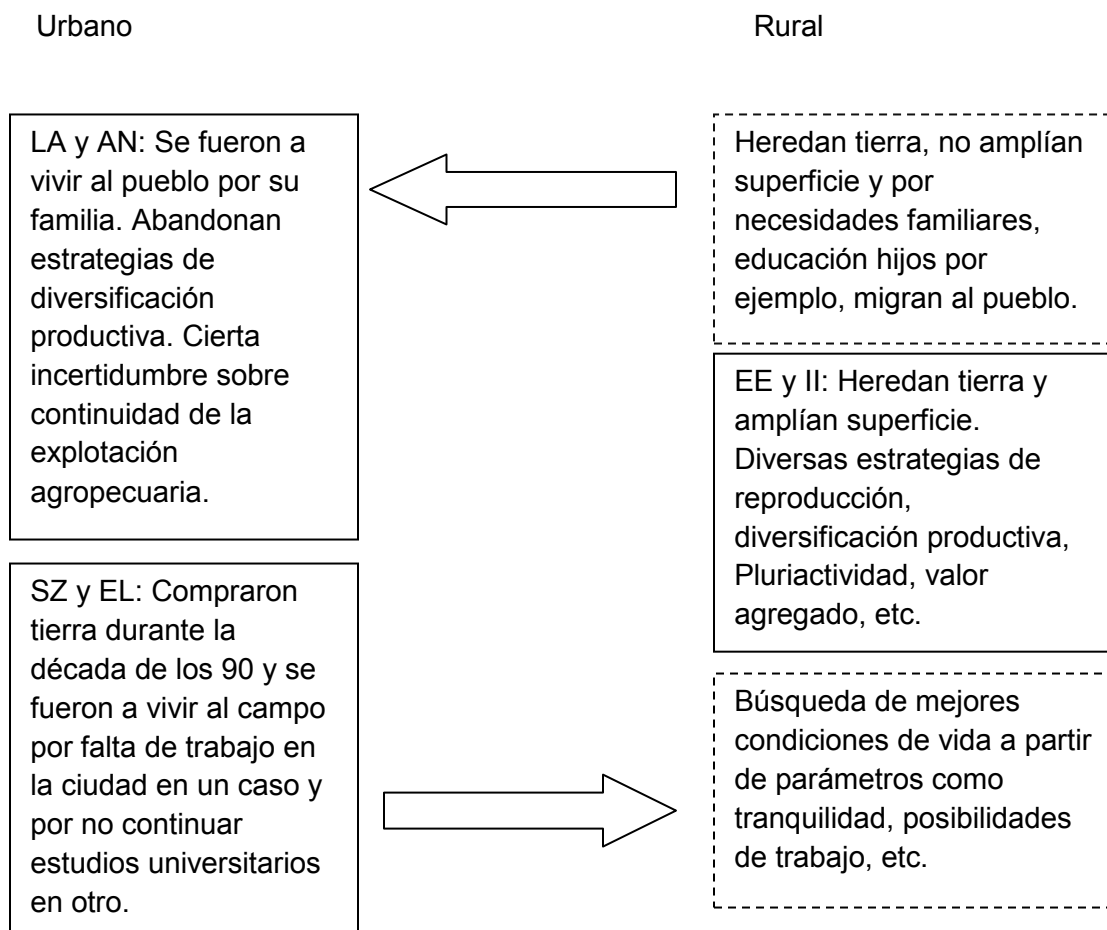 Urbano
Rural
LA y AN: Se fueron a
vivir al pueblo por su
familia. Abandonan
estrategias de
diversificación
productiva. Cierta
incertidumbre sobre
continuidad de la
explotación
agropecuaria.
Heredan tierra, no amplían
superficie y por
necesidades familiares,
educación hijos por
ejemplo, migran al pueblo.
EE y II: Heredan tierra y
amplían superficie.
Diversas estrategias de
reproducción,
diversificación productiva,
Pluriactividad, valor
agregado, etc.
SZ y EL: Compraron
tierra durante la
década de los 90 y se
fueron a vivir al campo
por falta de trabajo en
la ciudad en un caso y
por no continuar
estudios universitarios
en otro.
Búsqueda de mejores
condiciones de vida a partir
de parámetros como
tranquilidad, posibilidades
de trabajo, etc.